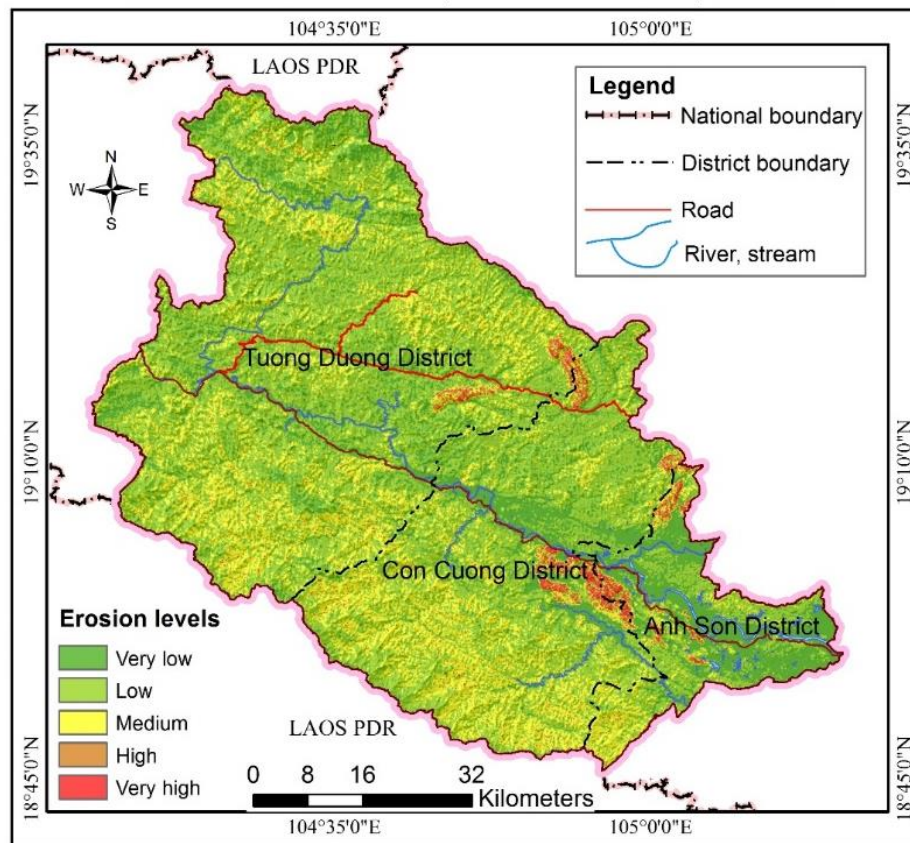 104°35'0"E
105°0'0"E
LAOS PDR
Legend
National boundary
District boundary
Road
River, stream
19°35'0"N
19°35'0"N
N
W
E
S
Tuong Duong District
19°10'0"N
19°10'0"N
Con Cuong District
Anh Son District
Erosion levels
Very low
Low
Medium
High
Very high
LAOS PDR
0
8
16
32
Kilometers
18°45'0"N
18°45'0"N
104°35'0"E
105°0'0"E